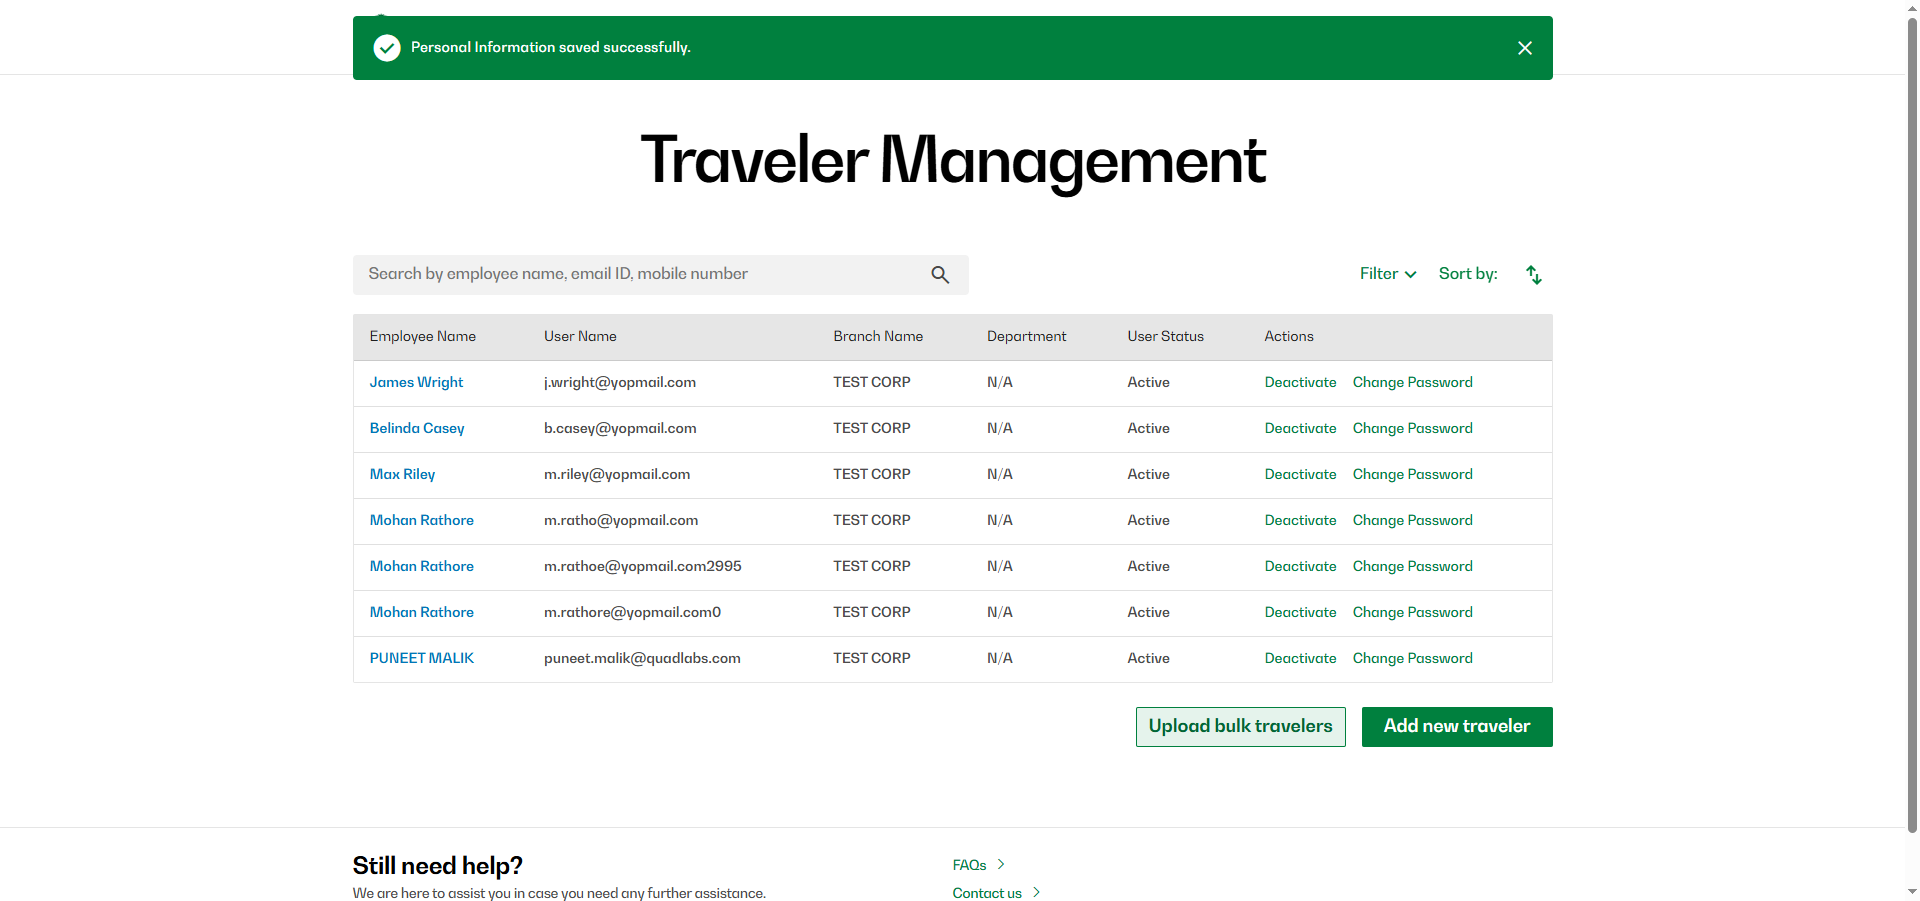 Personal Information saved successfully.
Traveler Management
Search by employee name, email ID, mobile number
Filter Sort by:
Employee Name User Name Branch Name Department User Status Actions
James Wright j.wright@yopmail.com TEST CORP N/A Active Deactivate Change Password
Belinda Casey b.casey@yopmail.com TEST CORP N/A Active Deactivate Change Password
Max Riley m.riley@yopmail.com TEST CORP N/A Active Deactivate Change Password
Mohan Rathore m.ratho@yopmail.com TEST CORP N/A Active Deactivate Change Password
Mohan Rathore m.rathoe@yopmail.com2995 TEST CORP N/A Active Deactivate Change Password
Mohan Rathore m.rathore@yopmail.com0 TEST CORP N/A Active Deactivate Change Password
PUNEET MALIK puneet.malik@quadlabs.com TEST CORP N/A Active Deactivate Change Password
Upload bulk travelers Add new traveler
Still need help?
We are here to assist you in case you need any further assistance.
FAQs
Contact us